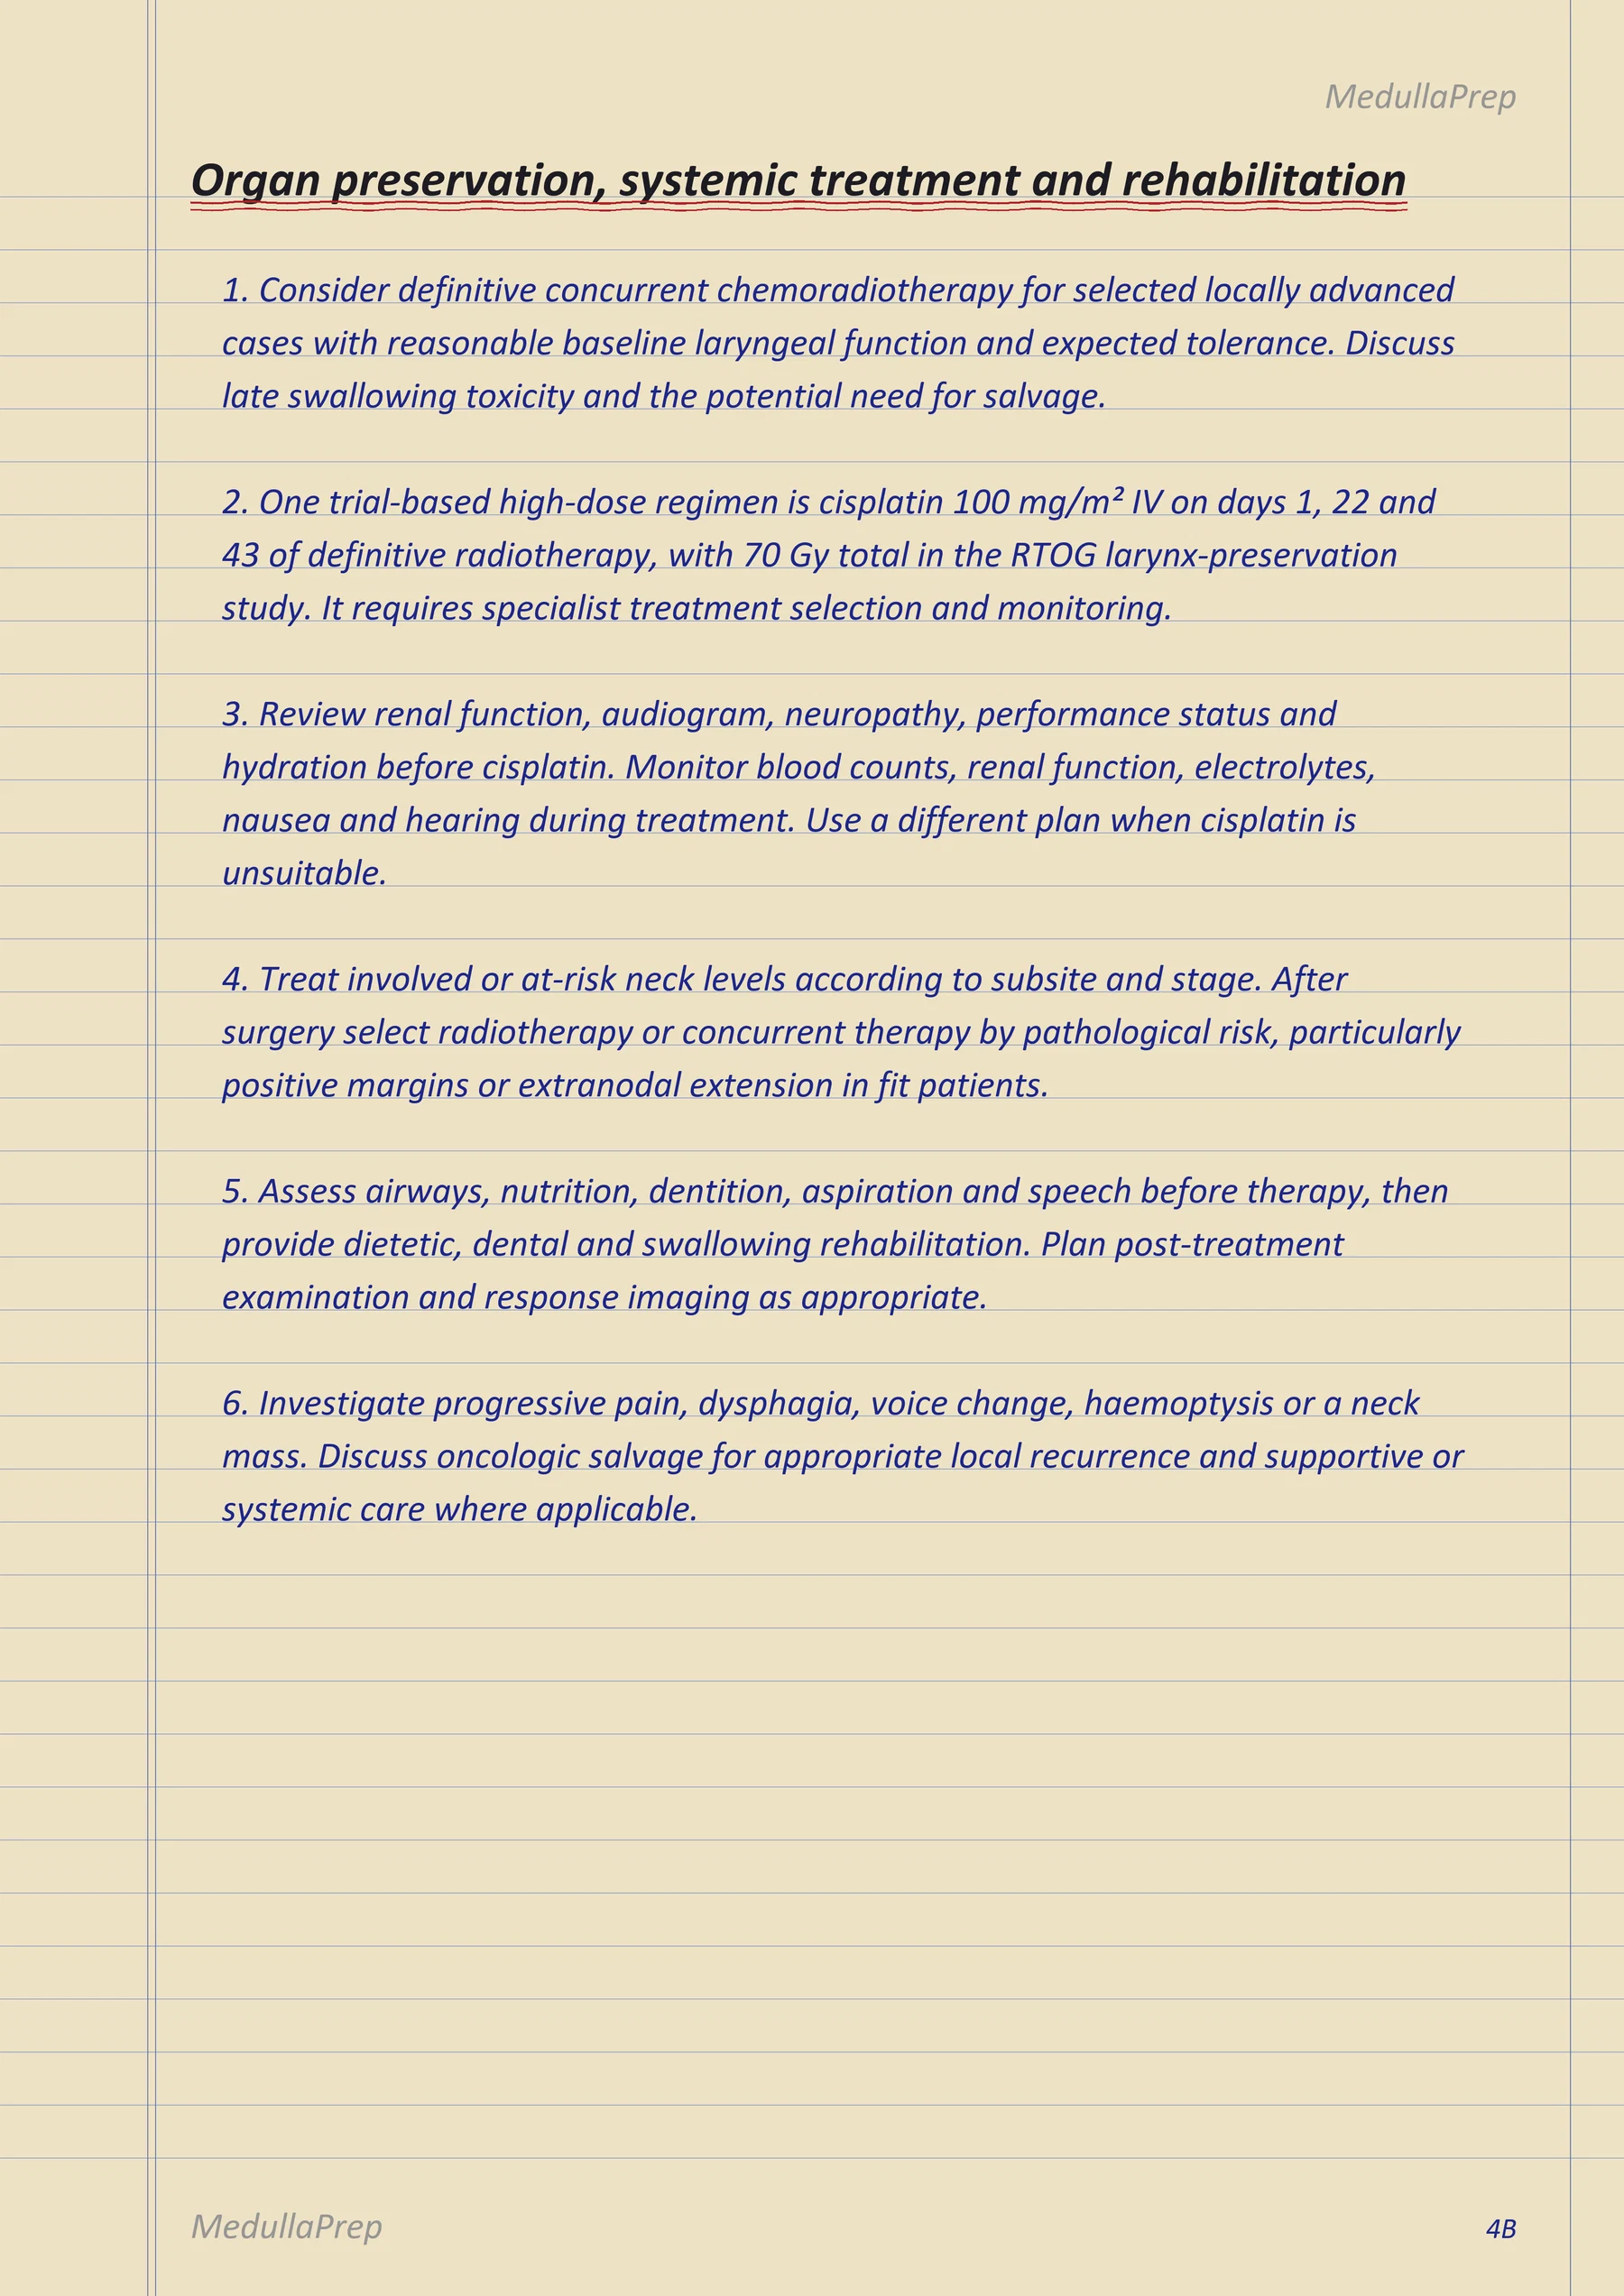 MedullaPrep
Organ preservation, systemic treatment and rehabilitation
1. Consider definitive concurrent chemoradiotherapy for selected locally advanced
cases with reasonable baseline laryngeal function and expected tolerance. Discuss
late swallowing toxicity and the potential need for salvage.
2. One trial-based high-dose regimen is cisplatin 100 mg/m² IV on days 1, 22 and
43 of definitive radiotherapy, with 70 Gy total in the RTOG larynx-preservation
study. It requires specialist treatment selection and monitoring.
3. Review renal function, audiogram, neuropathy, performance status and
hydration before cisplatin. Monitor blood counts, renal function, electrolytes,
nausea and hearing during treatment. Use a different plan when cisplatin is
unsuitable.
4. Treat involved or at-risk neck levels according to subsite and stage. After
surgery select radiotherapy or concurrent therapy by pathological risk, particularly
positive margins or extranodal extension in fit patients.
5. Assess airways, nutrition, dentition, aspiration and speech before therapy, then
provide dietetic, dental and swallowing rehabilitation. Plan post-treatment
examination and response imaging as appropriate.
6. Investigate progressive pain, dysphagia, voice change, haemoptysis or a neck
mass. Discuss oncologic salvage for appropriate local recurrence and supportive or
systemic care where applicable.
MedullaPrep
4B